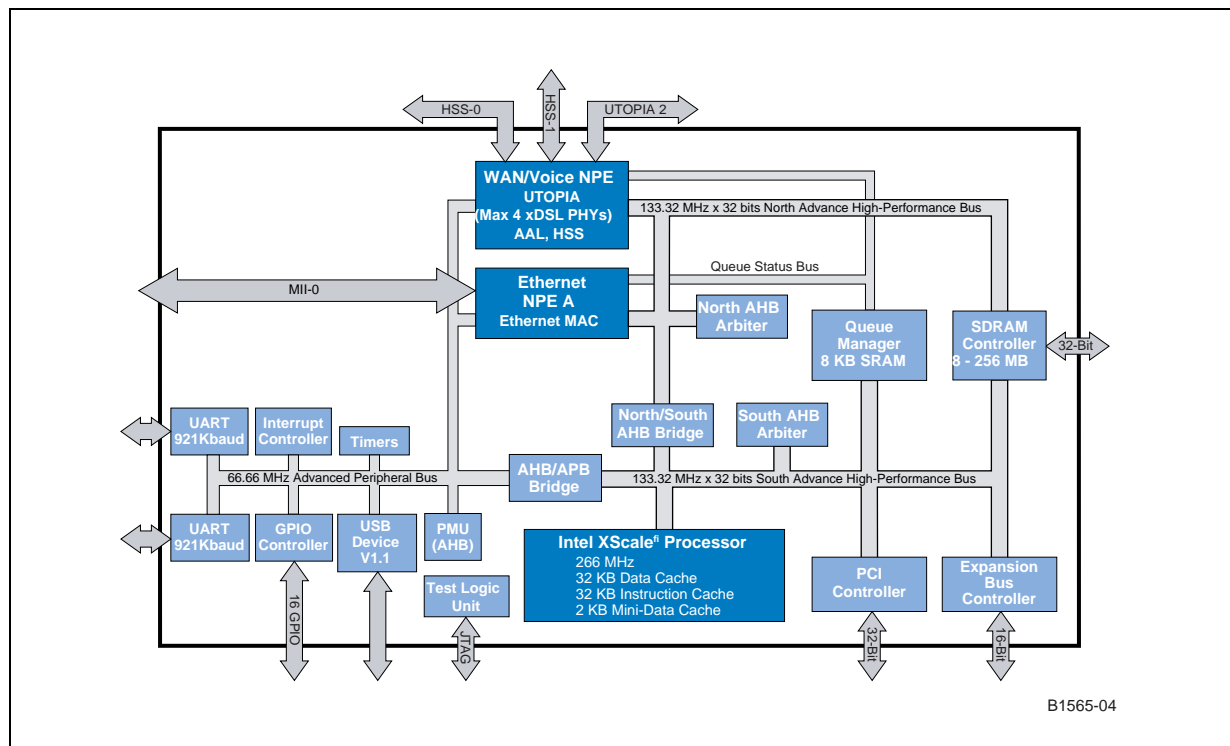 HSS-0
HSS-1
UTOPIA 2
WAN/Voice NPE
UTOPIA
(Max 4 xDSL PHYs)
AAL, HSS
133.32 MHz x 32 bits North Advance High-Performance Bus
Queue Status Bus
MII-0
Ethernet
NPE A
Ethernet MAC
North AHB
Arbiter
Queue
Manager
8 KB SRAM
SDRAM
Controller
8 - 256 MB
32-Bit
UART
921Kbaud
Interrupt
Controller
Timers
North/South
AHB Bridge
South AHB
Arbiter
66.66 MHz Advanced Peripheral Bus
AHB/APB
Bridge
133.32 MHz x 32 bits South Advance High-Performance Bus
UART
921Kbaud
GPIO
Controller
USB
Device
V1.1
PMU
(AHB)
Intel XScaleﬁ Processor
266 MHz
32 KB Data Cache
32 KB Instruction Cache
2 KB Mini-Data Cache
PCI
Controller
Expansion
Bus
Controller
Test Logic
Unit
16 GPIO
JTAG
32-Bit
16-Bit
B1565-04